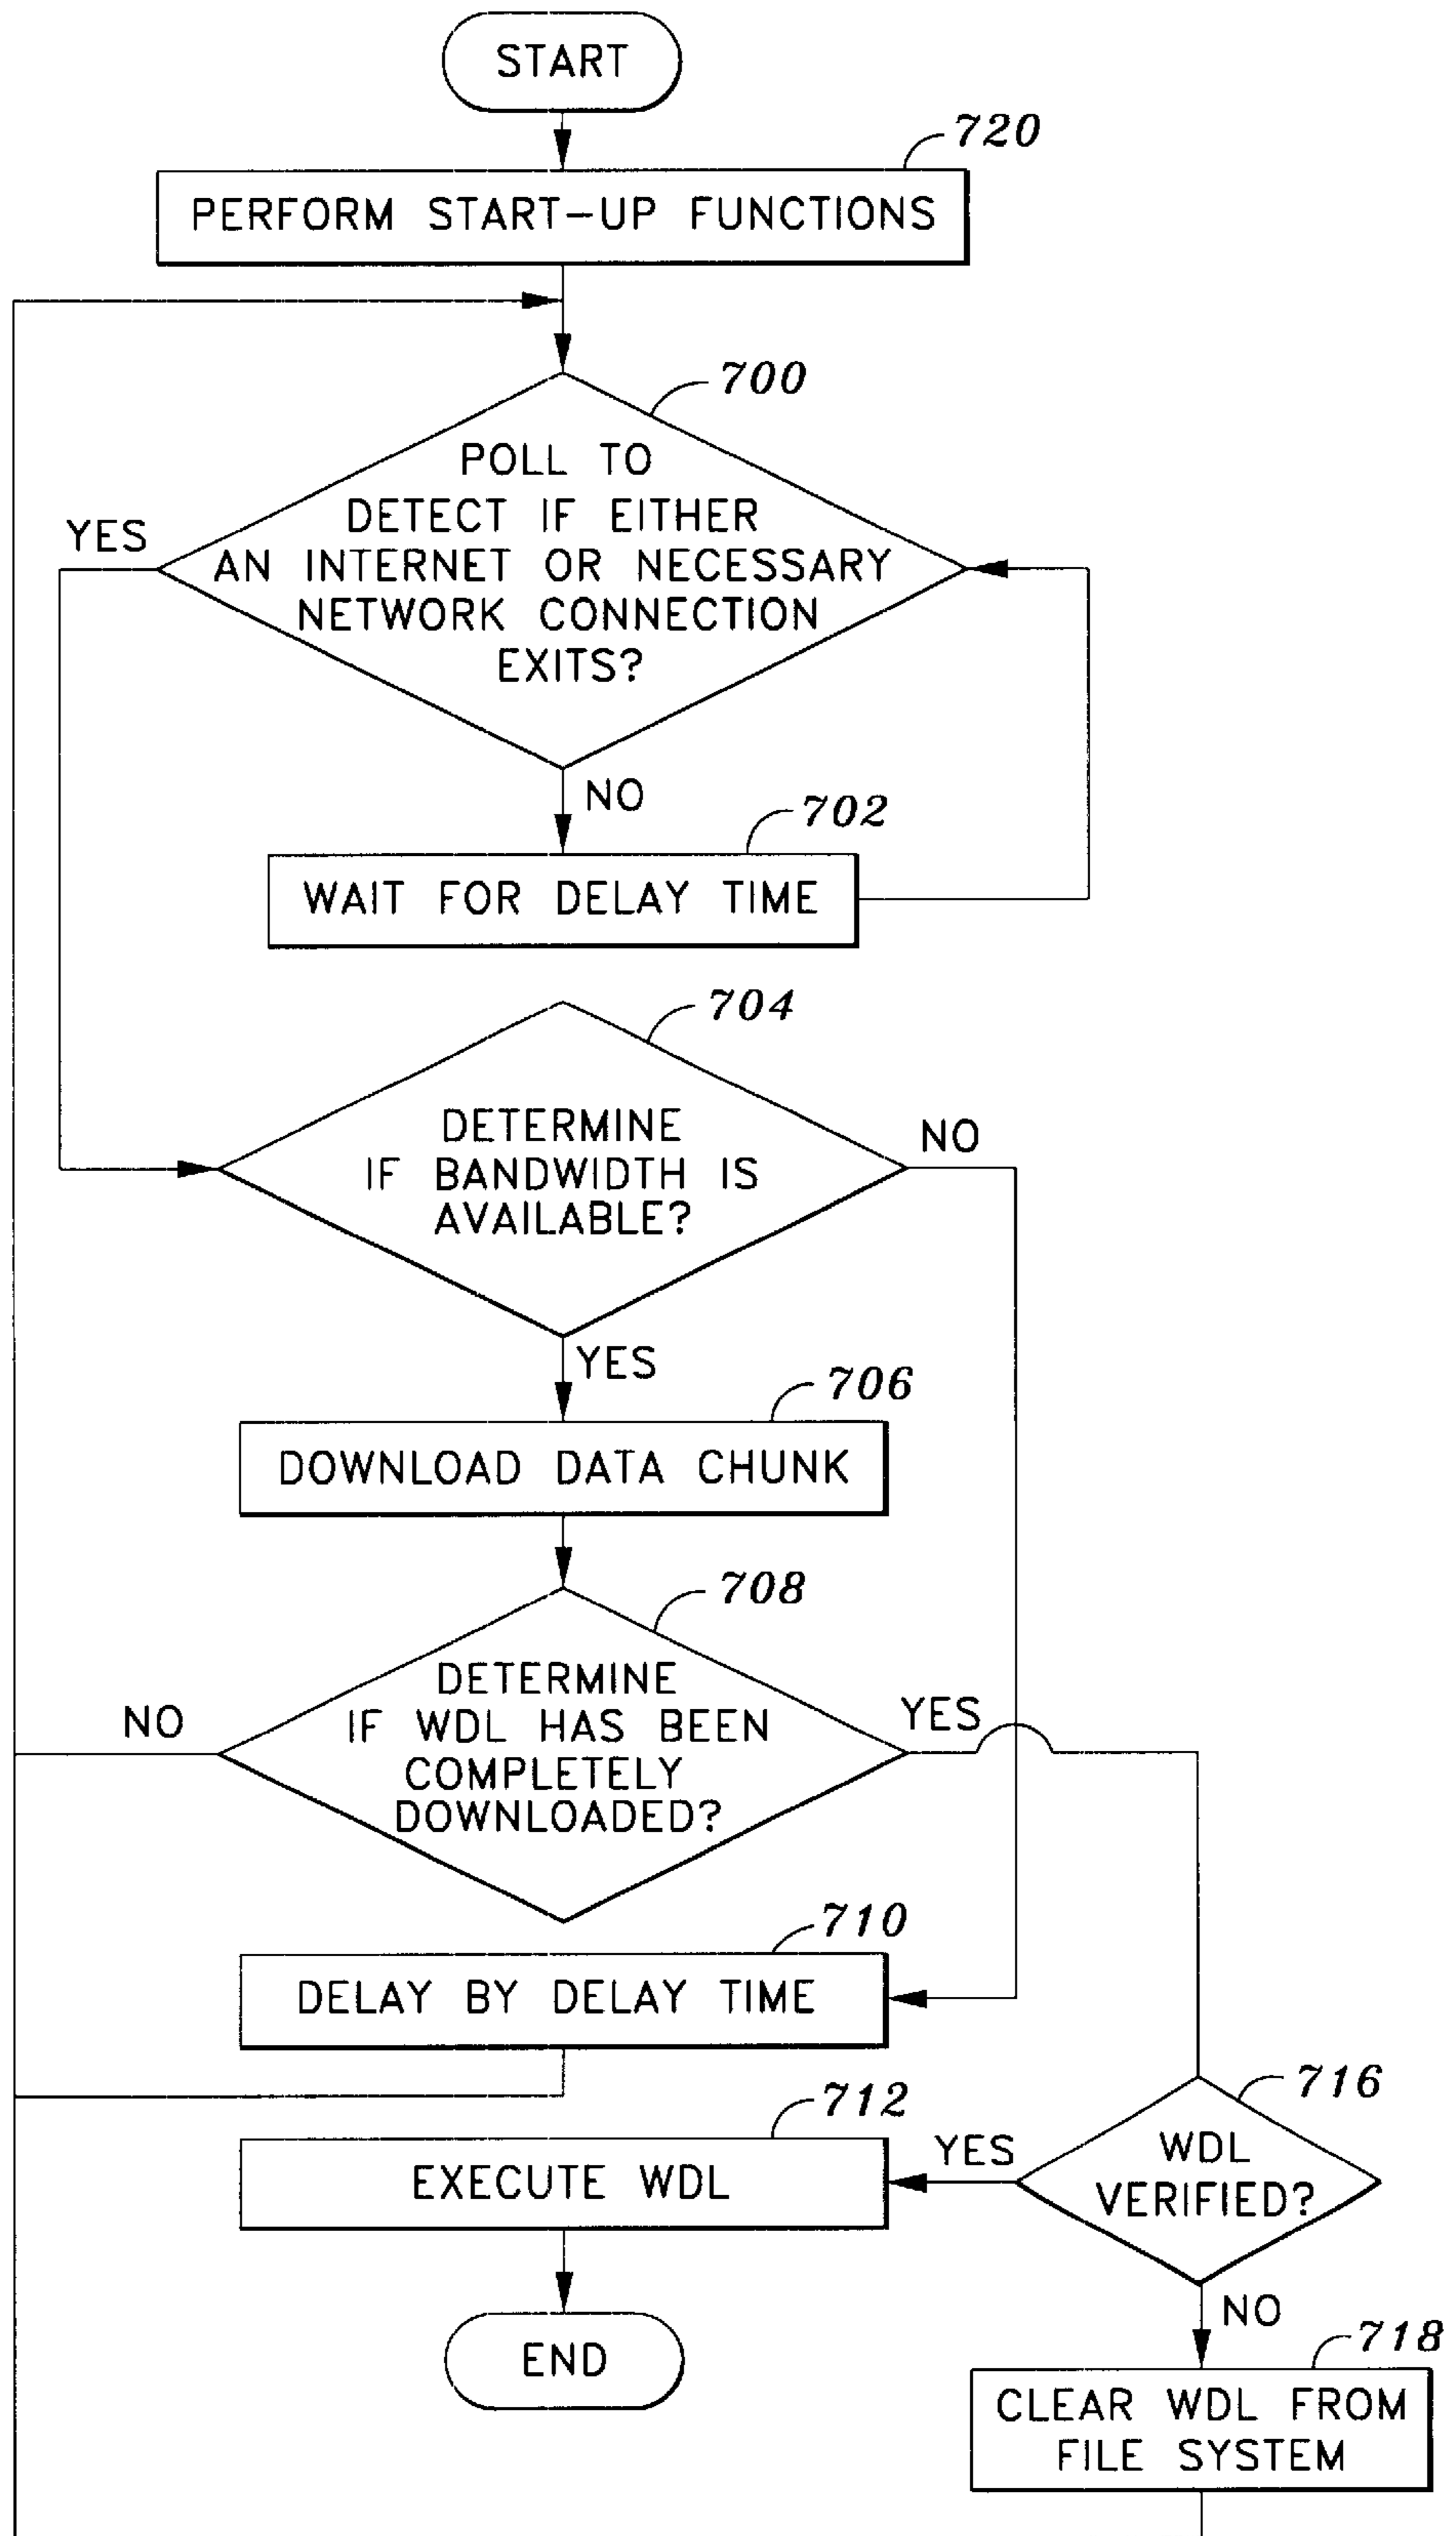 START
720
PERFORM START-UP FUNCTIONS
700
POLL TO
DETECT IF EITHER
AN INTERNET OR NECESSARY
NETWORK CONNECTION
EXITS?
YES
NO
702
WAIT FOR DELAY TIME
704
DETERMINE
IF BANDWIDTH IS
AVAILABLE?
NO
YES
706
DOWNLOAD DATA CHUNK
708
DETERMINE
IF WDL HAS BEEN
COMPLETELY
DOWNLOADED?
NO
YES
710
DELAY BY DELAY TIME
712
EXECUTE WDL
716
WDL
VERIFIED?
YES
NO
END
718
CLEAR WDL FROM
FILE SYSTEM